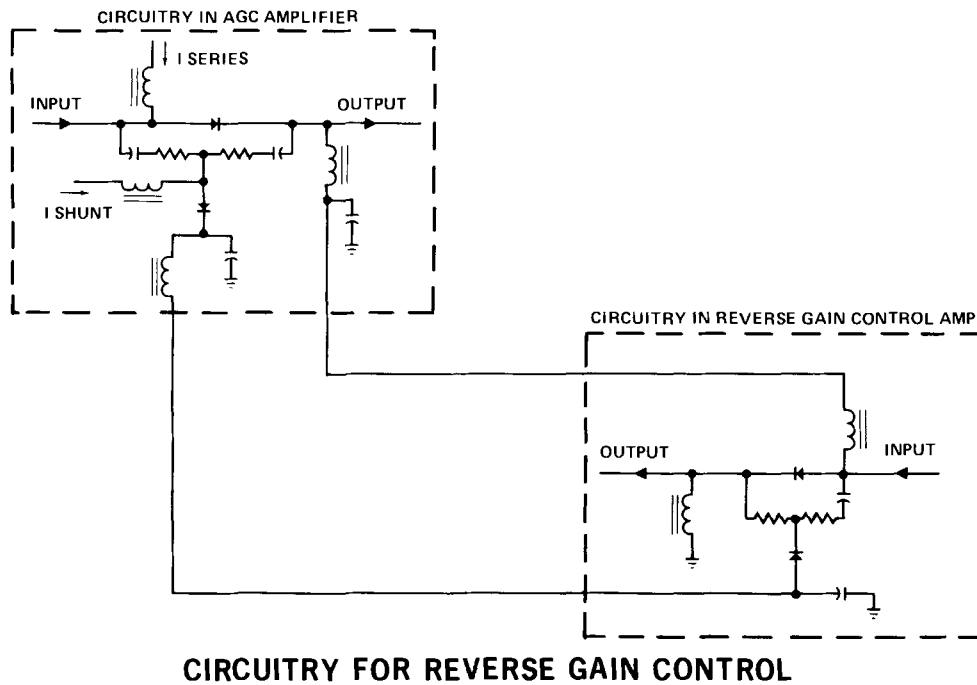 CIRCUITRY IN AGC AMPLIFIER
I SERIES
INPUT
OUTPUT
I SHUNT
CIRCUITRY IN REVERSE GAIN CONTROL AMP
OUTPUT
INPUT
CIRCUITRY FOR REVERSE GAIN CONTROL